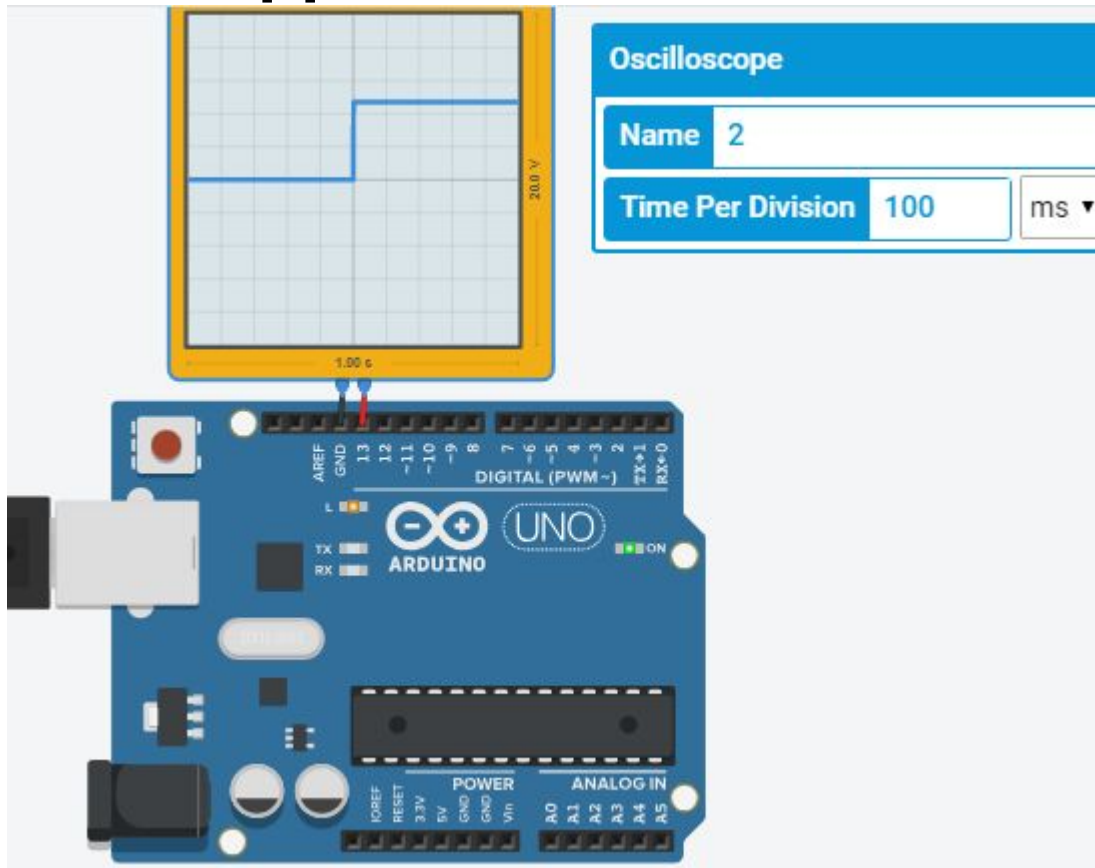 Oscilloscope
Name 2
Time Per Division 100 ms
20.0 V
1.00 s
AREF
GND
13
12
~11
~10
~9
8
7
~6
~5
4
~3
2
TX→1
RX←0
DIGITAL (PWM ~)
L
TX
RX
ARDUINO
UNO
ON
POWER
ANALOG IN
IOREF
RESET
3.3V
5V
GND
GND
Vin
A0
A1
A2
A3
A4
A5